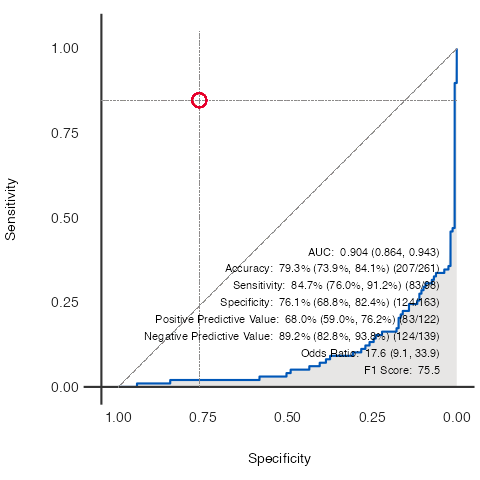 1.00
0.75
0.50
0.25
0.00
Sensitivity
AUC: 0.904 (0.864, 0.943)
Accuracy: 79.3% (73.9%, 84.1%) (207/261)
Sensitivity: 84.7% (76.0%, 91.2%) (83/98)
Specificity: 76.1% (68.8%, 82.4%) (124/163)
Positive Predictive Value: 68.0% (59.0%, 76.2%) (83/122)
Negative Predictive Value: 89.2% (82.8%, 93.8%) (124/139)
Odds Ratio: 17.6 (9.1, 33.9)
F1 Score: 75.5
1.00 0.75 0.50 0.25 0.00
Specificity